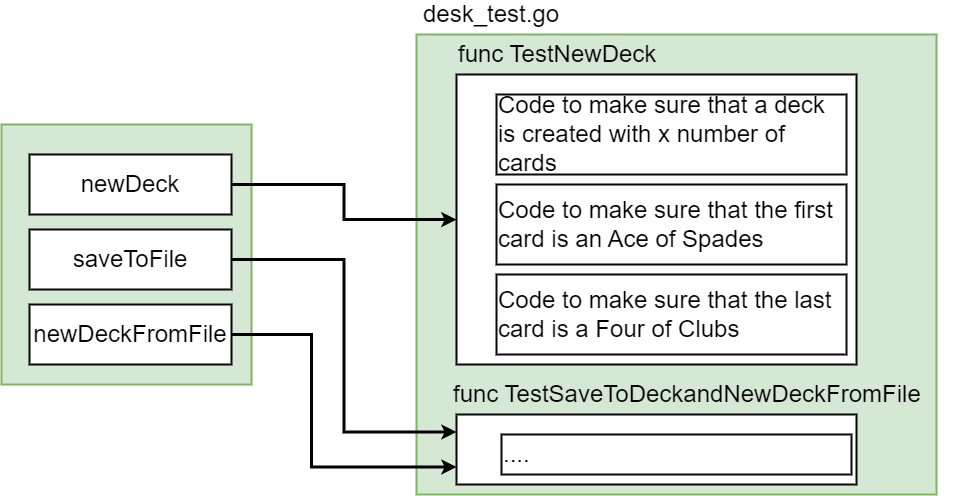 desk_test.go
func TestNewDeck
Code to make sure that a deck
is created with x number of
cards
newDeck
Code to make sure that the first
card is an Ace of Spades
saveToFile
Code to make sure that the last
card is a Four of Clubs
newDeckFromFile
func TestSaveToDeckandNewDeckFromFile
....